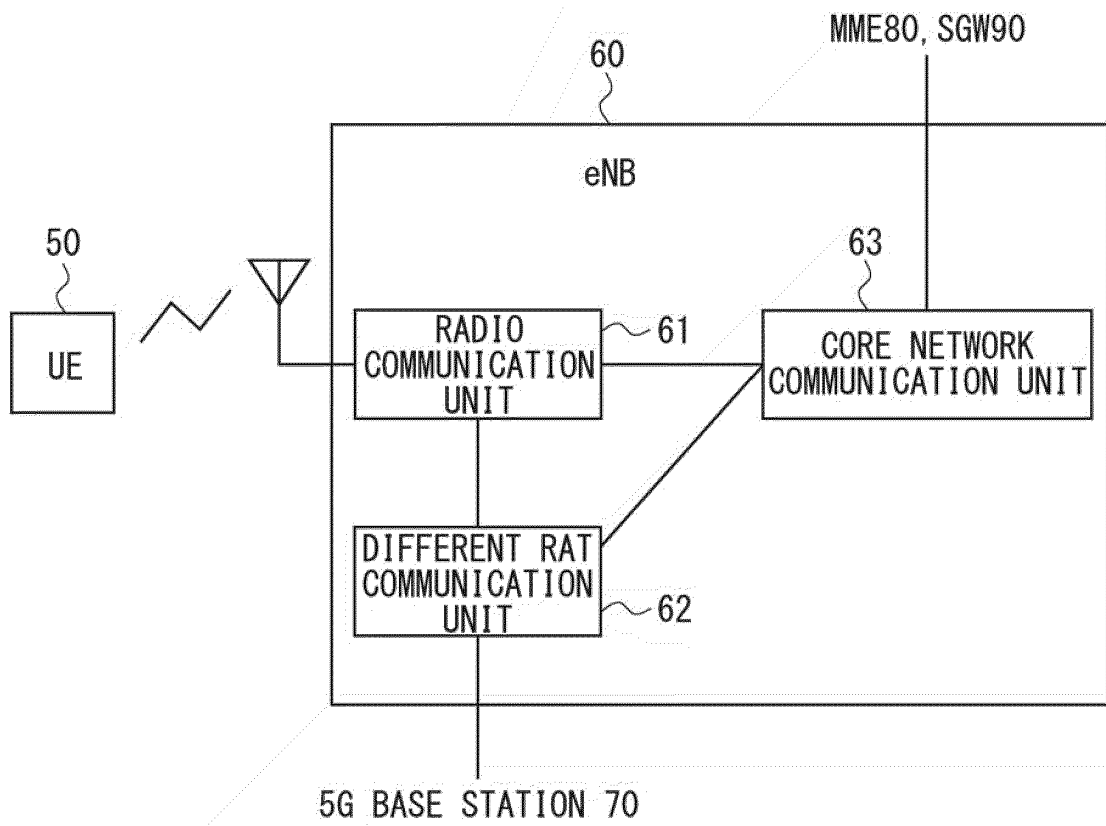 MME80, SGW90
60
eNB
50
63
UE
RADIO
COMMUNICATION
UNIT
61
CORE NETWORK
COMMUNICATION UNIT
DIFFERENT RAT
COMMUNICATION
UNIT
62
5G BASE STATION 70